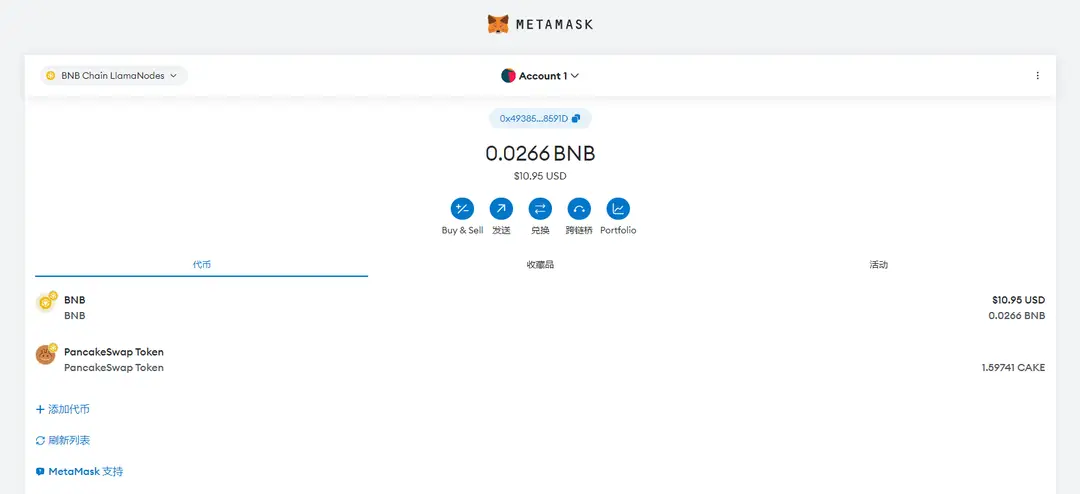 METAMASK
BNB Chain LlamaNodes
Account 1
0x49385...8591D
0.0266 BNB
$10.95 USD
Buy & Sell 发送 兑换 跨链桥 Portfolio
代币 收藏品 活动
BNB $10.95 USD
BNB 0.0266 BNB
PancakeSwap Token
PancakeSwap Token 1.59741 CAKE
+ 添加代币
刷新列表
MetaMask 支持